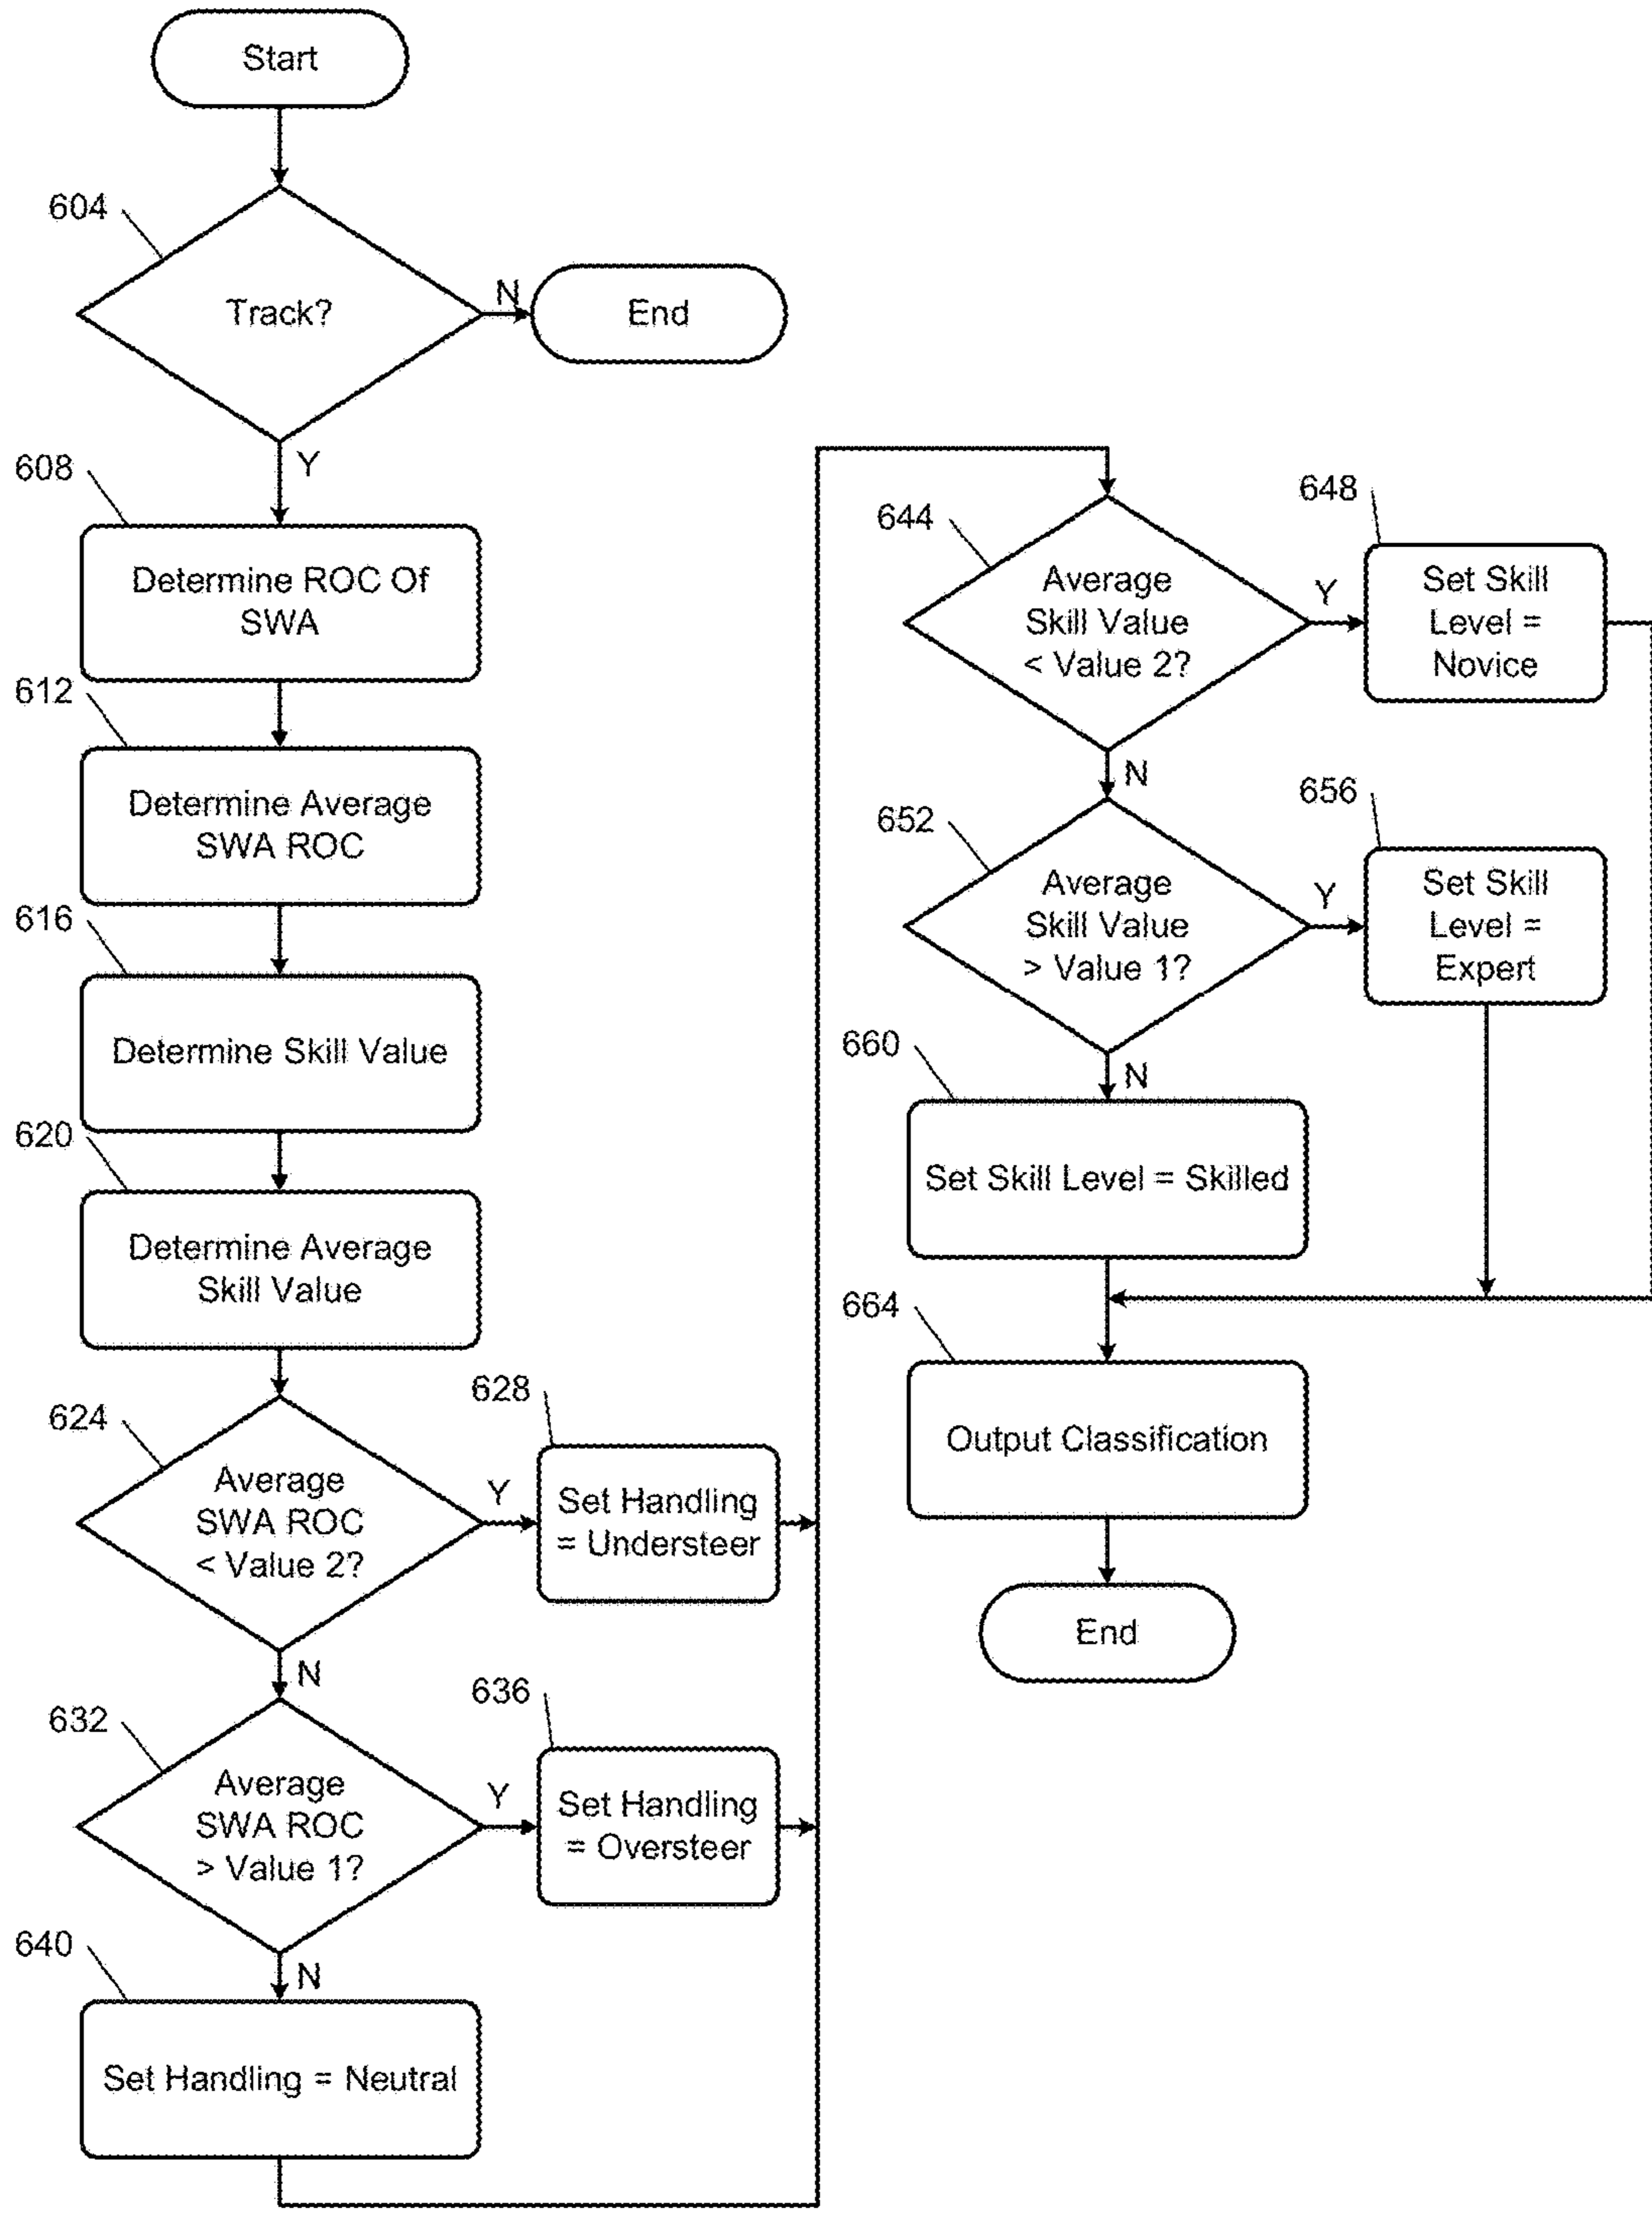 Start
604
Track?
N
End
Y
608
Determine ROC Of
SWA
612
Determine Average
SWA ROC
616
Determine Skill Value
620
Determine Average
Skill Value
624
Average
SWA ROC
< Value 2?
Y
628
Set Handling
= Understeer
N
632
Average
SWA ROC
> Value 1?
Y
636
Set Handling
= Oversteer
N
640
Set Handling = Neutral
644
Average
Skill Value
< Value 2?
Y
648
Set Skill
Level =
Novice
N
652
Average
Skill Value
> Value 1?
Y
656
Set Skill
Level =
Expert
N
660
Set Skill Level = Skilled
664
Output Classification
End